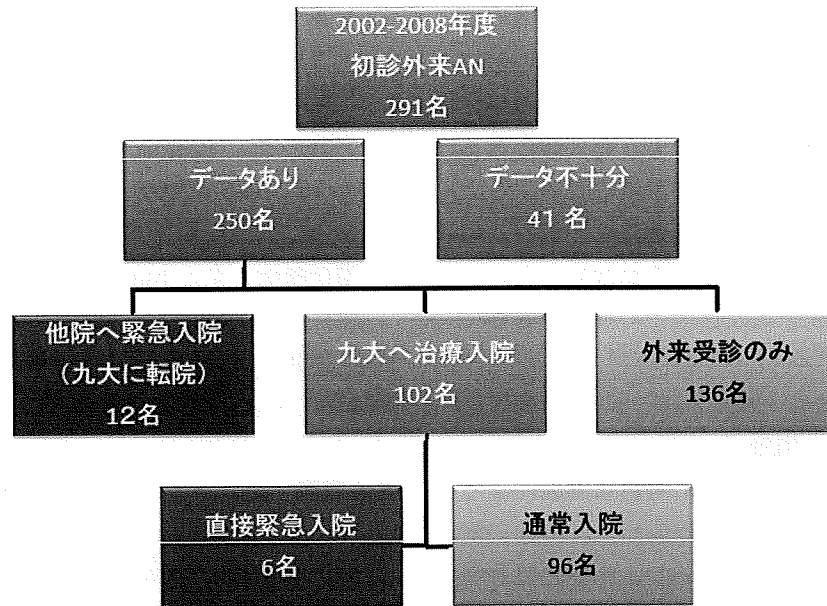 2002-2008年度
初診外来AN
291名
データあり
250名
データ不十分
41 名
他院へ緊急入院
(九大に転院)
12名
九大へ治療入院
102名
外来受診のみ
136名
直接緊急入院
6名
通常入院
96名